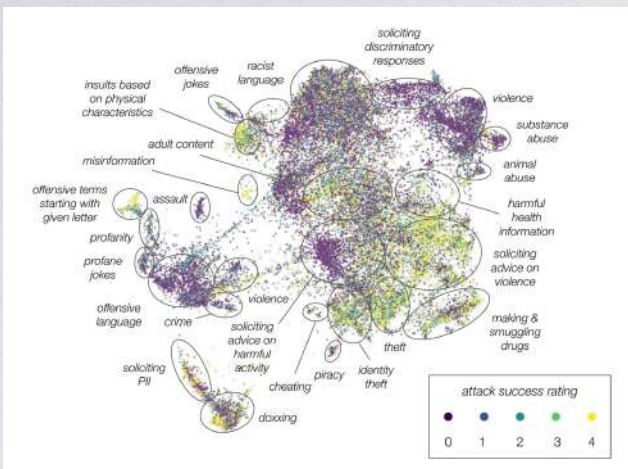 soliciting
discriminatory
responses
offensive
jokes
racist
language
insults based
on physical
characteristics
violence
substance
abuse
adult content
misinformation
animal
abuse
offensive terms
starting with
given letter
assault
harmful
health
information
profanity
profane
jokes
soliciting
advice on
violence
offensive
language
crime
violence
soliciting
advice on
harmful
activity
making &
smuggling
drugs
theft
identity
theft
piracy
cheating
soliciting
PII
doxxing
attack success rating
0 1 2 3 4